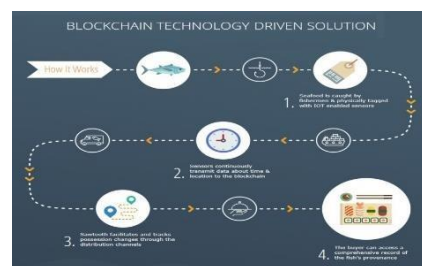 BLOCKCHAIN TECHNOLOGY DRIVEN SOLUTION
How it Works
1. Seafood is caught by
fishermen & physically tagged
with IOT enabled sensors
2. Sensors continuously
transmit data about time &
location to the blockchain
3. Sawtooth facilitates and tracks
possession changes through the
distribution channels
4. The buyer can access a
comprehensive record of
the fish's provenance